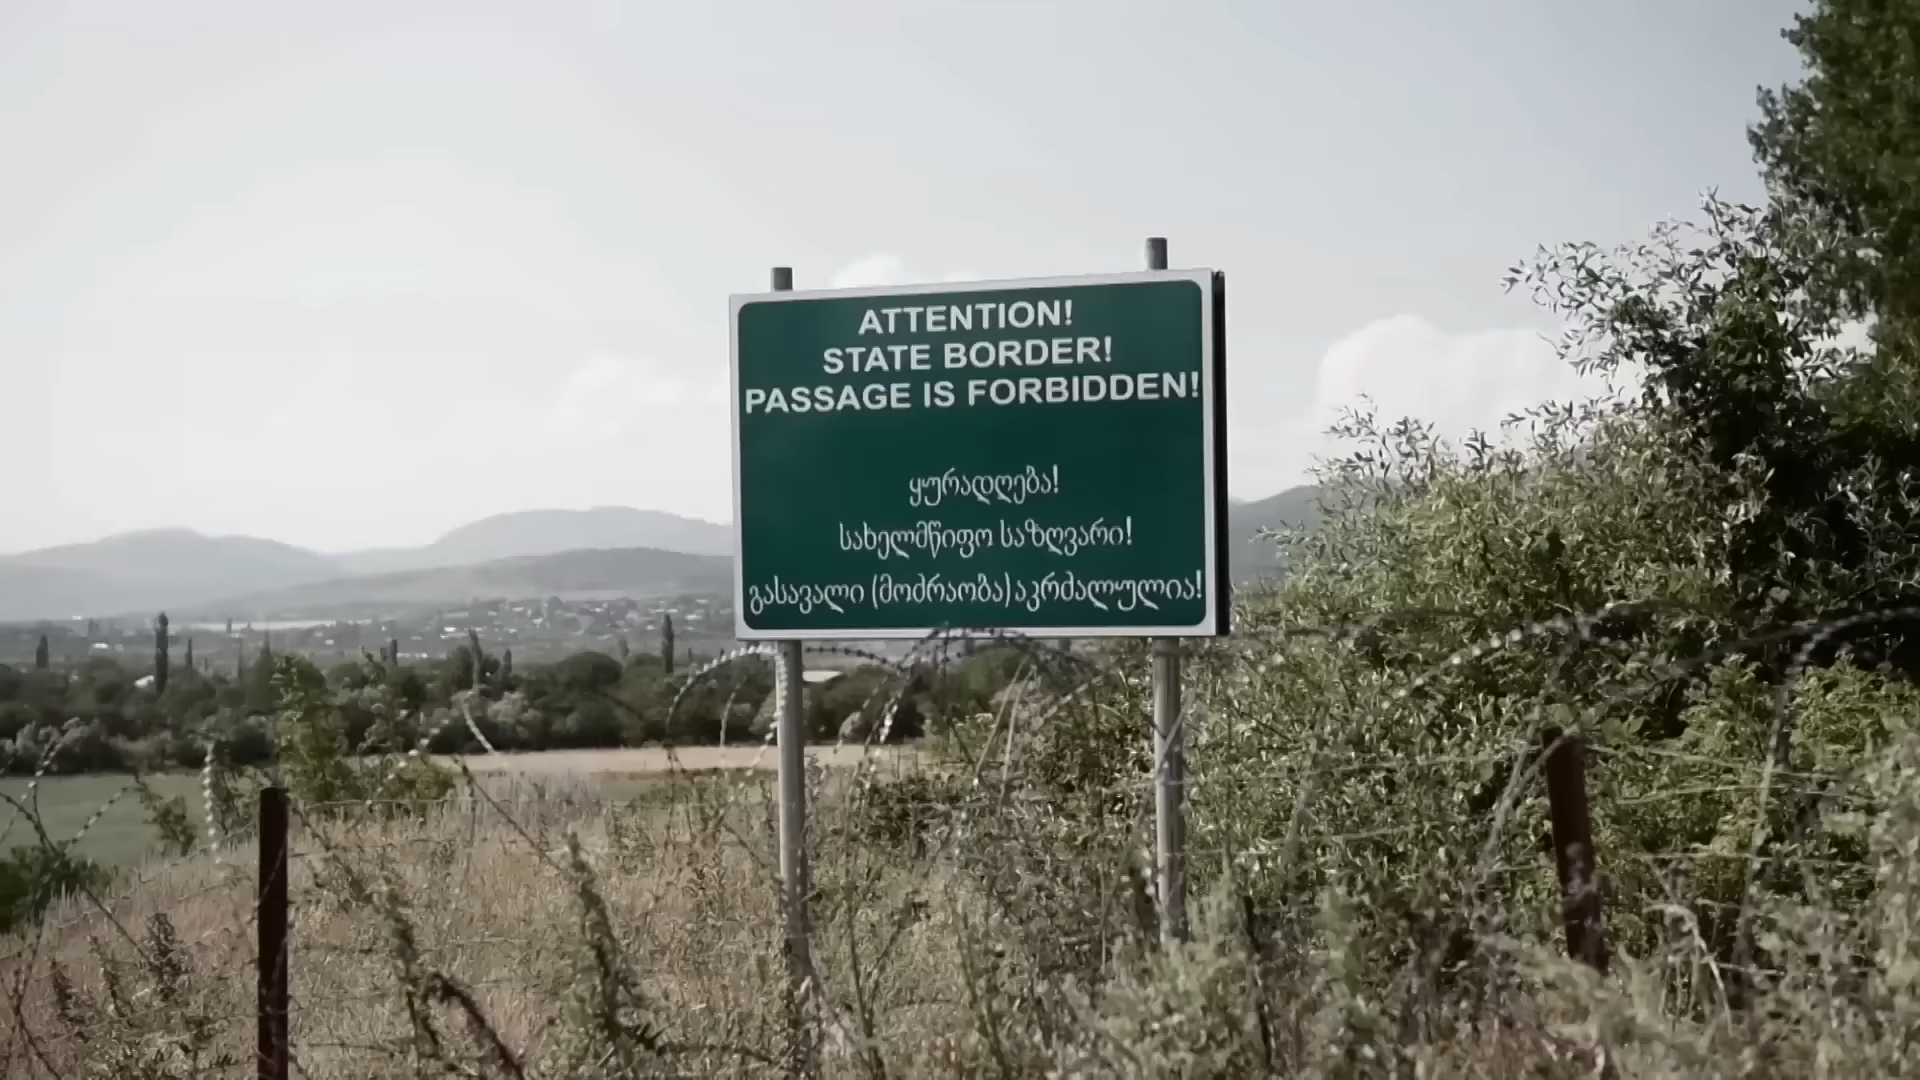 ATTENTION!
STATE BORDER!
PASSAGE IS FORBIDDEN!
ყურადღება!
სახელმწიფო საზღვარი!
გასავალი (მოძრაობა) აკრძალულია!